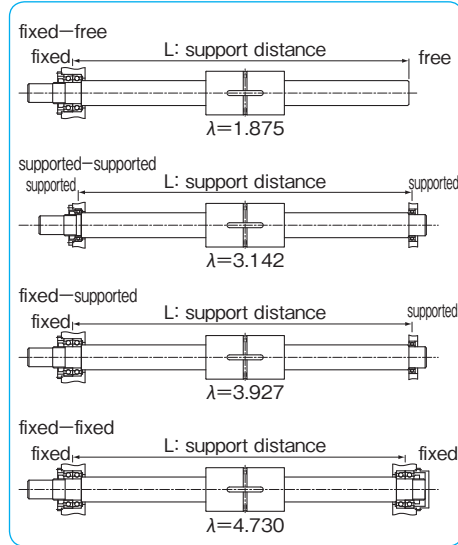 fixed−free
fixed
L: support distance
free
λ=1.875
supported−supported
supported
L: support distance
supported
λ=3.142
fixed−supported
fixed
L: support distance
supported
λ=3.927
fixed−fixed
fixed
L: support distance
fixed
λ=4.730